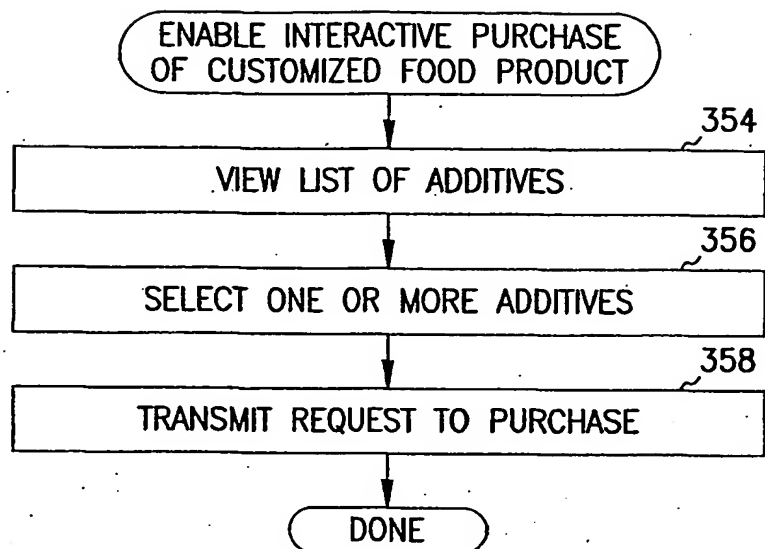 ENABLE INTERACTIVE PURCHASE
OF CUSTOMIZED FOOD PRODUCT
354
VIEW LIST OF ADDITIVES
356
SELECT ONE OR MORE ADDITIVES
358
TRANSMIT REQUEST TO PURCHASE
DONE